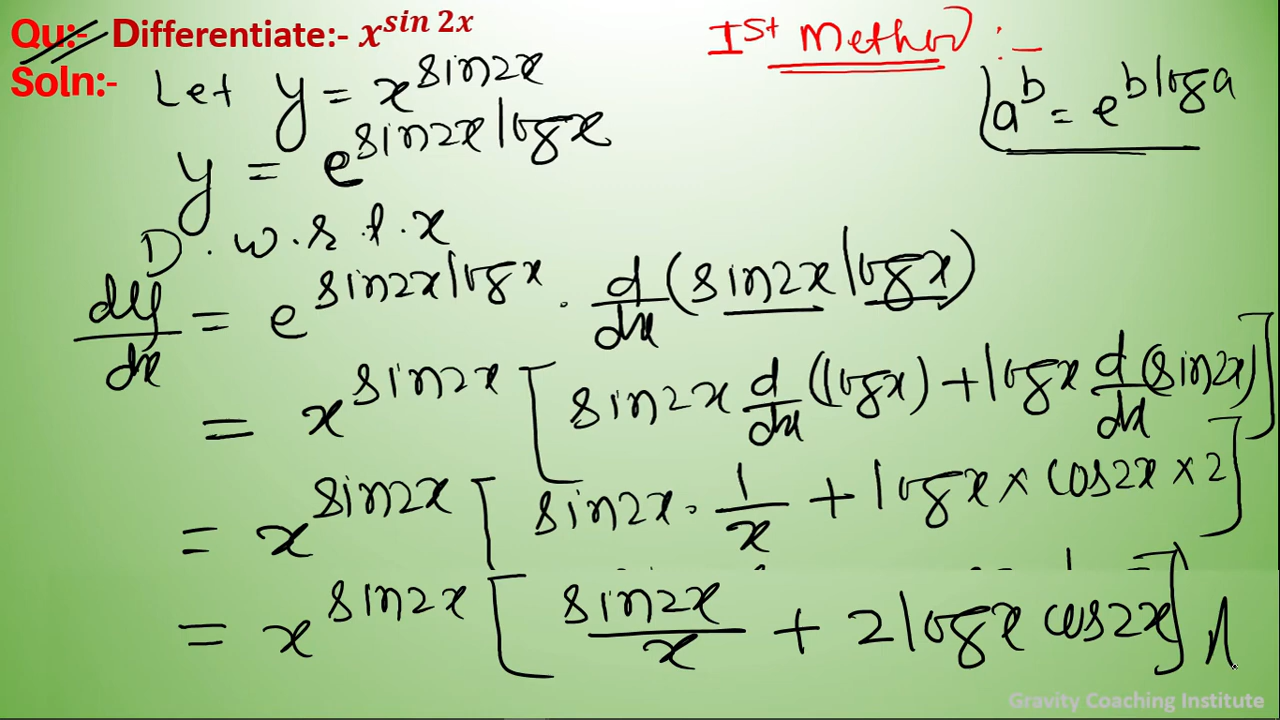 Qu:- Differentiate:- x^{sin 2x}
Ist Method :-
Soln:- Let y = x^{sin2x}
(a^b = e^{b log a}
y = e^{sin2x log x}
D. w. r. t. x
dy/dx = e^{sin2x log x} . d/dx (sin2x log x)
= x^{sin2x} [sin2x d/dx (log x) + log x d/dx (sin2x)]
= x^{sin2x} [sin2x . 1/x + log x × cos2x × 2]
= x^{sin2x} [sin2x/x + 2 log x cos2x]
Gravity Coaching Institute